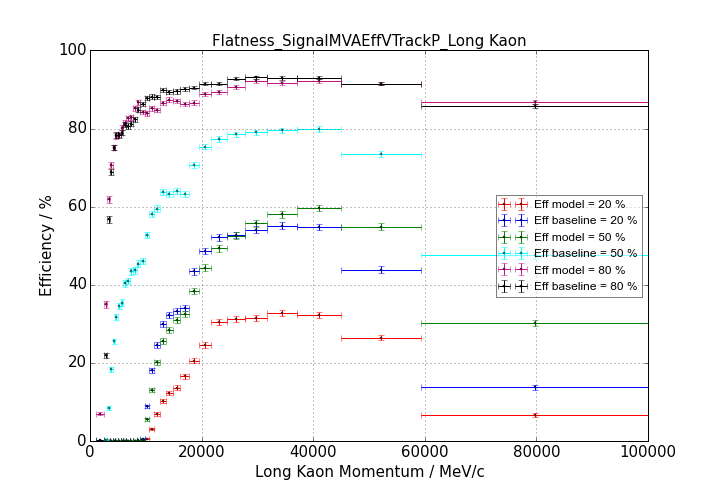 Flatness_SignalMVAEffVTrackP_Long Kaon
100
80
60
40
20
0
Efficiency / %
Eff model = 20 %
Eff baseline = 20 %
Eff model = 50 %
Eff baseline = 50 %
Eff model = 80 %
Eff baseline = 80 %
0 20000 40000 60000 80000 100000
Long Kaon Momentum / MeV/c